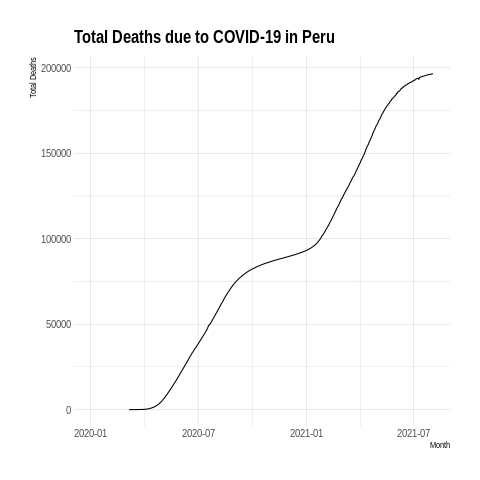 Total Deaths due to COVID-19 in Peru
Total Deaths
200000
150000
100000
50000
0
2020-01 2020-07 2021-01 2021-07
Month